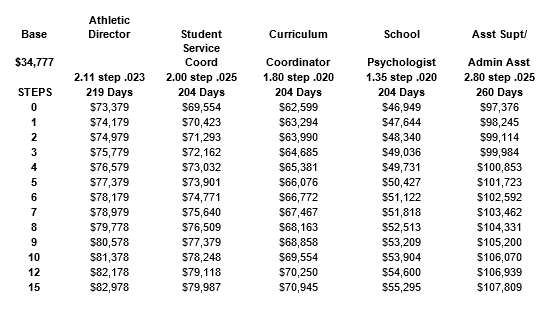 Athletic
Base Director Student Curriculum School Asst Supt/
Service
$34,777 Coord Coordinator Psychologist Admin Asst
2.11 step .023 2.00 step .025 1.80 step .020 1.35 step .020 2.80 step .025
STEPS 219 Days 204 Days 204 Days 204 Days 260 Days
0 $73,379 $69,554 $62,599 $46,949 $97,376
1 $74,179 $70,423 $63,294 $47,644 $98,245
2 $74,979 $71,293 $63,990 $48,340 $99,114
3 $75,779 $72,162 $64,685 $49,036 $99,984
4 $76,579 $73,032 $65,381 $49,731 $100,853
5 $77,379 $73,901 $66,076 $50,427 $101,723
6 $78,179 $74,771 $66,772 $51,122 $102,592
7 $78,979 $75,640 $67,467 $51,818 $103,462
8 $79,778 $76,509 $68,163 $52,513 $104,331
9 $80,578 $77,379 $68,858 $53,209 $105,200
10 $81,378 $78,248 $69,554 $53,904 $106,070
12 $82,178 $79,118 $70,250 $54,600 $106,939
15 $82,978 $79,987 $70,945 $55,295 $107,809